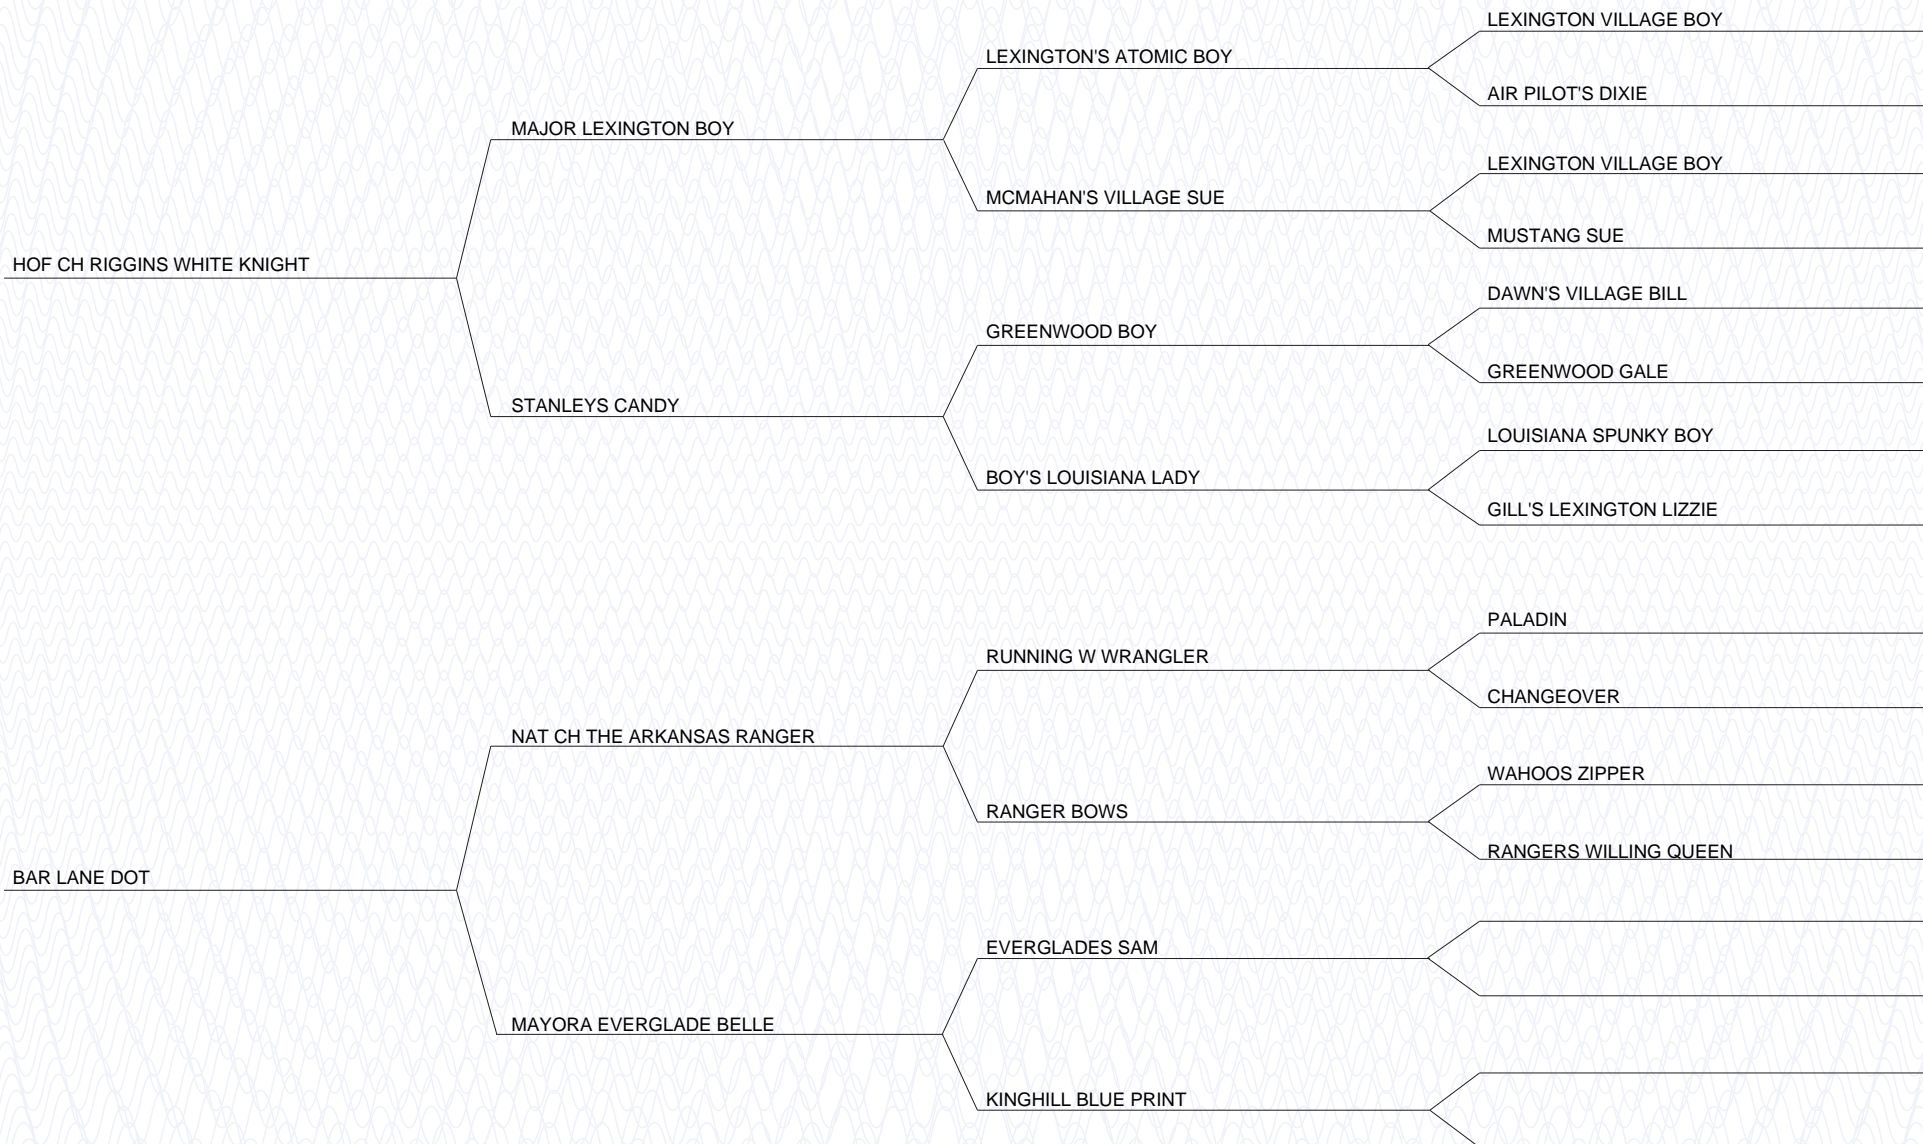 LEXINGTON VILLAGE BOY
LEXINGTON'S ATOMIC BOY
AIR PILOT'S DIXIE
MAJOR LEXINGTON BOY
LEXINGTON VILLAGE BOY
MCMAHAN'S VILLAGE SUE
MUSTANG SUE
HOF CH RIGGINS WHITE KNIGHT
DAWN'S VILLAGE BILL
GREENWOOD BOY
GREENWOOD GALE
STANLEYS CANDY
LOUISIANA SPUNKY BOY
BOY'S LOUISIANA LADY
GILL'S LEXINGTON LIZZIE
PALADIN
RUNNING W WRANGLER
CHANGEOVER
NAT CH THE ARKANSAS RANGER
WAHOOS ZIPPER
RANGER BOWS
RANGERS WILLING QUEEN
BAR LANE DOT
EVERGLADES SAM
MAYORA EVERGLADE BELLE
KINGHILL BLUE PRINT